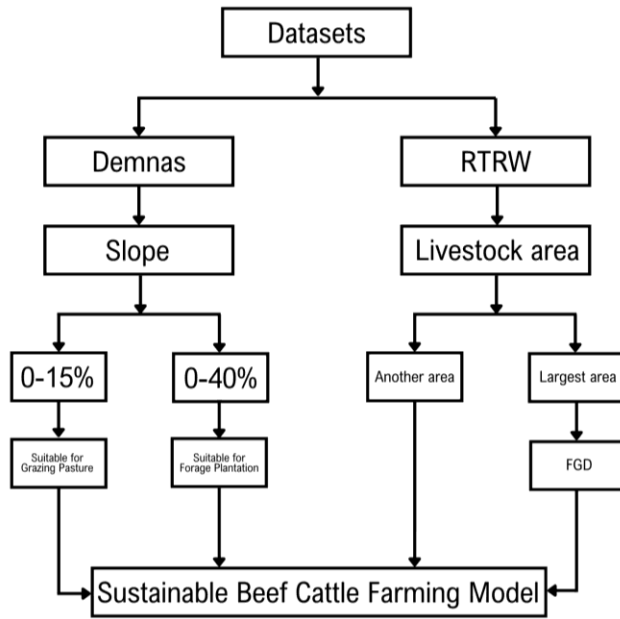 Datasets
Demnas
RTRW
Slope
Livestock area
0-15%
0-40%
Another area
Largest area
Suitable for
Grazing Pasture
Suitable for
Forage Plantation
FGD
Sustainable Beef Cattle Farming Model